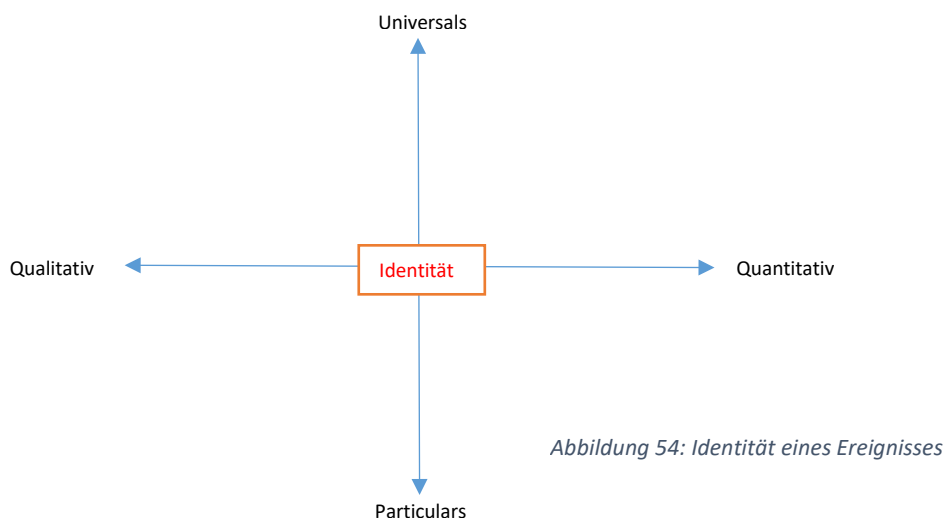 Universals
Qualitativ
Identität
Quantitativ
Abbildung 54: Identität eines Ereignisses
Particulars